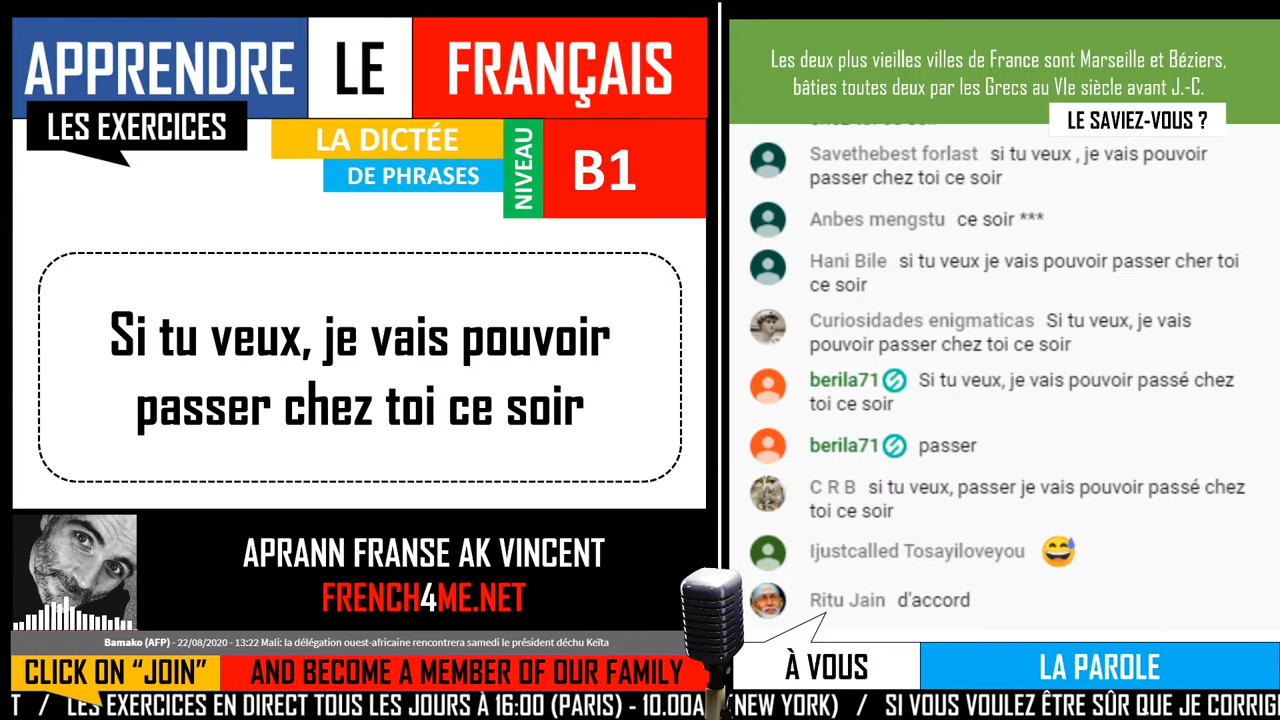 APPRENDRE LE FRANÇAIS
LES EXERCICES
LA DICTÉE
DE PHRASES
NIVEAU
B1
Si tu veux, je vais pouvoir
passer chez toi ce soir
APRANN FRANSE AK VINCENT
FRENCH4ME.NET
Bamako (AFP) - 22/08/2020 - 13:22 Mali: la délégation ouest-africaine rencontrera samedi le président déchu Keïta
CLICK ON “JOIN” AND BECOME A MEMBER OF OUR FAMILY
Les deux plus vieilles villes de France sont Marseille et Béziers,
bâties toutes deux par les Grecs au VIe siècle avant J.-C.
LE SAVIEZ-VOUS ?
Savethebest forlast si tu veux , je vais pouvoir
passer chez toi ce soir
Anbes mengstu ce soir ***
Hani Bile si tu veux je vais pouvoir passer cher toi
ce soir
Curiosidades enigmaticas Si tu veux, je vais
pouvoir passer chez toi ce soir
berila71 Si tu veux, je vais pouvoir passé chez
toi ce soir
berila71 passer
C R B si tu veux, passer je vais pouvoir passé chez
toi ce soir
Ijustcalled Tosayiloveyou
Ritu Jain d'accord
À VOUS LA PAROLE
T / LES EXERCICES EN DIRECT TOUS LES JOURS À 16:00 (PARIS) - 10.00A (NEW YORK) / SI VOUS VOULEZ ÊTRE SÛR QUE JE CORRIG